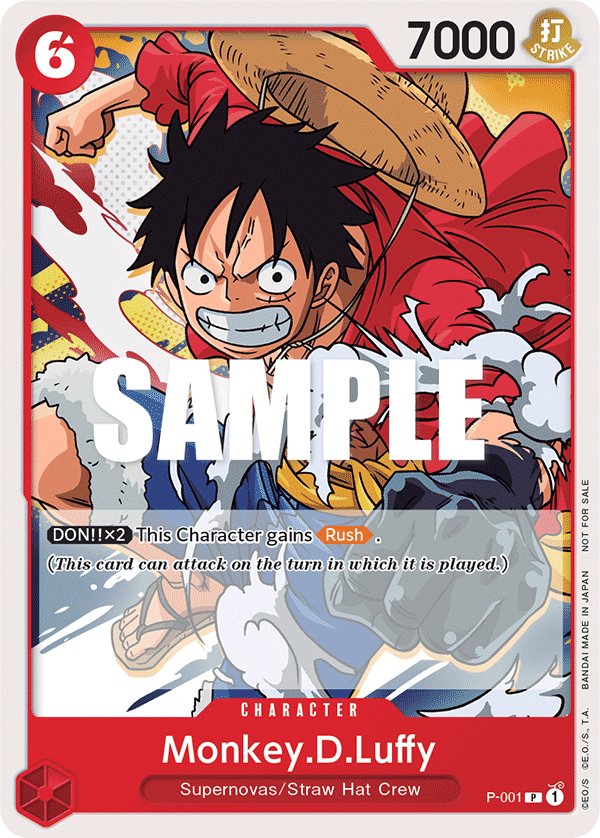 6
7000
打
STRIKE
SAMPLE
DON!!×2 This Character gains Rush .
(This card can attack on the turn in which it is played.)
CHARACTER
Monkey.D.Luffy
Supernovas/Straw Hat Crew
P-001 P 1
©EO/S ©E.O./S., T.A. BANDAI MADE IN JAPAN NOT FOR SALE